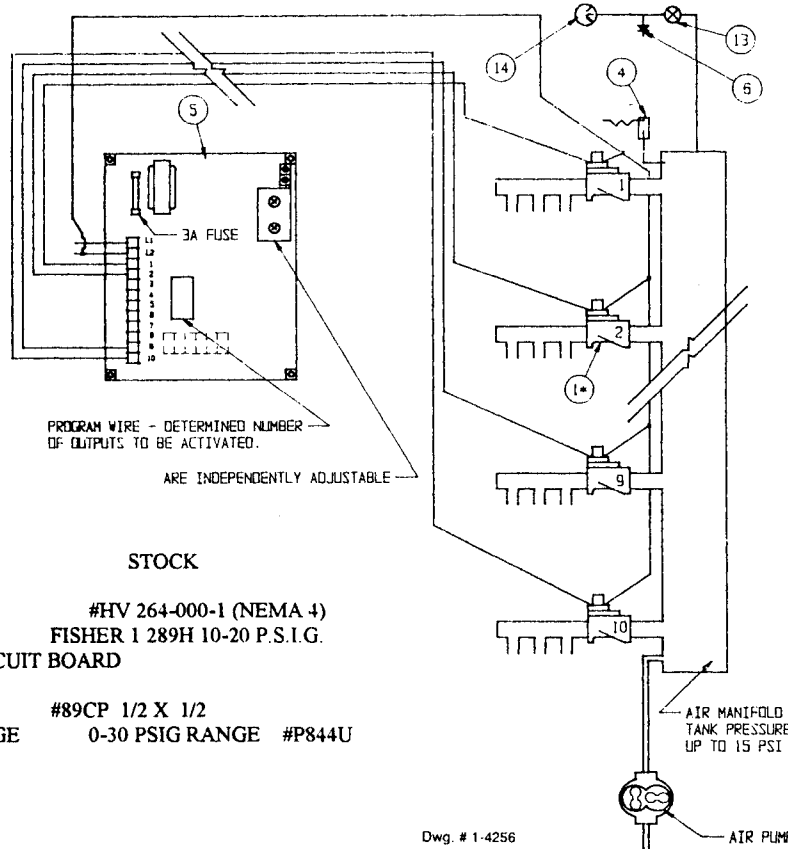 14
13
6
4
5
3A FUSE
L1
L2
1
2
3
4
5
6
7
8
9
10
1
2
1*
9
10
PROGRAM WIRE - DETERMINED NUMBER
OF OUTPUTS TO BE ACTIVATED.
ARE INDEPENDENTLY ADJUSTABLE
STOCK
#HV 264-000-1 (NEMA 4)
FISHER 1 289H 10-20 P.S.I.G.
CUIT BOARD
#89CP 1/2 X 1/2
GE 0-30 PSIG RANGE #P844U
AIR MANIFOLD
TANK PRESSURE
UP TO 15 PSI
AIR PUMP
Dwg. # 1-4256